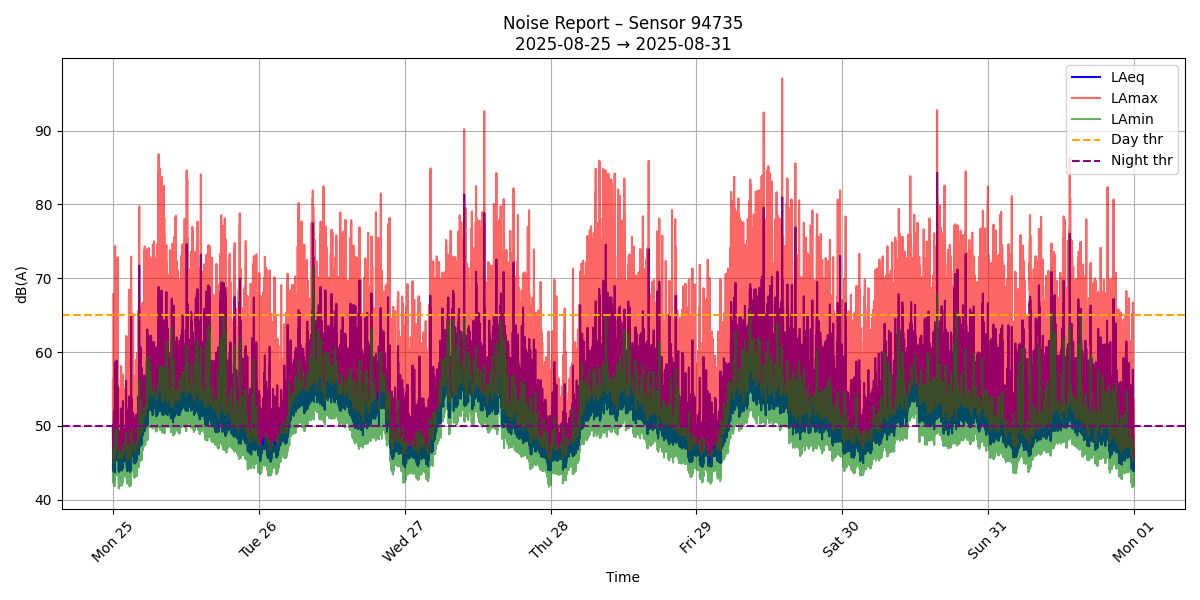 Noise Report – Sensor 94735
2025-08-25 → 2025-08-31
LAeq
LAmax
LAmin
Day thr
Night thr
dB(A)
90
80
70
60
50
40
Mon 25
Tue 26
Wed 27
Thu 28
Fri 29
Sat 30
Sun 31
Mon 01
Time